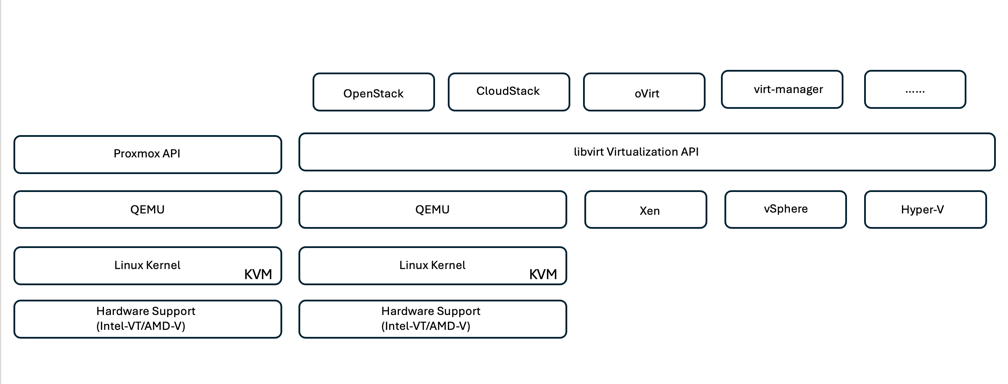 OpenStack
CloudStack
oVirt
virt-manager
......
Proxmox API
libvirt Virtualization API
QEMU
QEMU
Xen
vSphere
Hyper-V
Linux Kernel
KVM
Linux Kernel
KVM
Hardware Support
(Intel-VT/AMD-V)
Hardware Support
(Intel-VT/AMD-V)